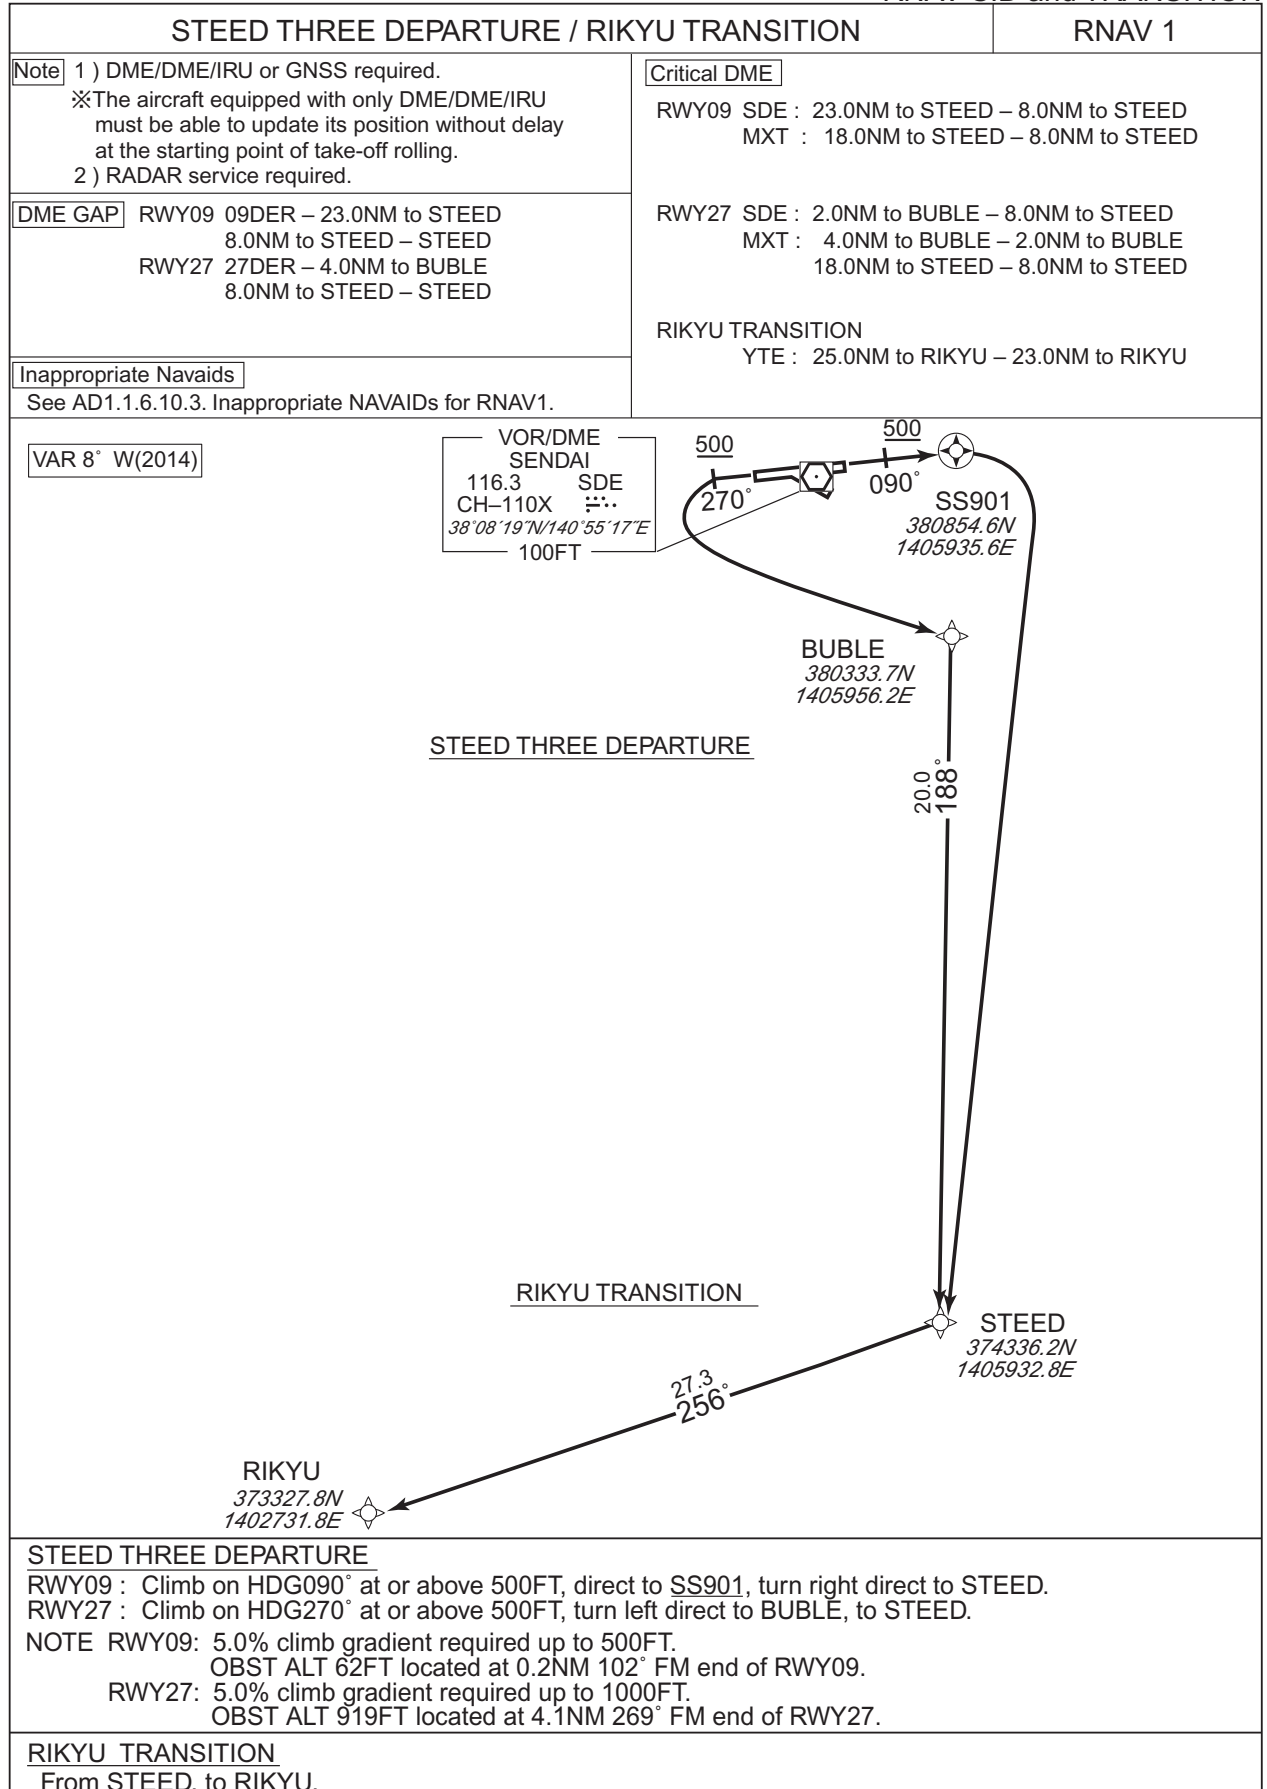 STEED THREE DEPARTURE / RIKYU TRANSITION
RNAV 1
Note 1 ) DME/DME/IRU or GNSS required.
※The aircraft equipped with only DME/DME/IRU
must be able to update its position without delay
at the starting point of take-off rolling.
2 ) RADAR service required.
DME GAP RWY09 09DER – 23.0NM to STEED
8.0NM to STEED – STEED
RWY27 27DER – 4.0NM to BUBLE
8.0NM to STEED – STEED
Inappropriate Navaids
See AD1.1.6.10.3. Inappropriate NAVAIDs for RNAV1.
Critical DME
RWY09 SDE : 23.0NM to STEED – 8.0NM to STEED
MXT : 18.0NM to STEED – 8.0NM to STEED
RWY27 SDE : 2.0NM to BUBLE – 8.0NM to STEED
MXT : 4.0NM to BUBLE – 2.0NM to BUBLE
18.0NM to STEED – 8.0NM to STEED
RIKYU TRANSITION
YTE : 25.0NM to RIKYU – 23.0NM to RIKYU
VAR 8° W(2014)
VOR/DME
SENDAI
116.3 SDE
CH–110X
38°08´19˝N/140°55´17˝E
100FT
500
270°
500
090°
SS901
380854.6N
1405935.6E
BUBLE
380333.7N
1405956.2E
STEED THREE DEPARTURE
20.0
188°
RIKYU TRANSITION
STEED
374336.2N
1405932.8E
27.3
256°
RIKYU
373327.8N
1402731.8E
STEED THREE DEPARTURE
RWY09 : Climb on HDG090° at or above 500FT, direct to SS901, turn right direct to STEED.
RWY27 : Climb on HDG270° at or above 500FT, turn left direct to BUBLE, to STEED.
NOTE RWY09: 5.0% climb gradient required up to 500FT.
OBST ALT 62FT located at 0.2NM 102° FM end of RWY09.
RWY27: 5.0% climb gradient required up to 1000FT.
OBST ALT 919FT located at 4.1NM 269° FM end of RWY27.
RIKYU TRANSITION
From STEED, to RIKYU.